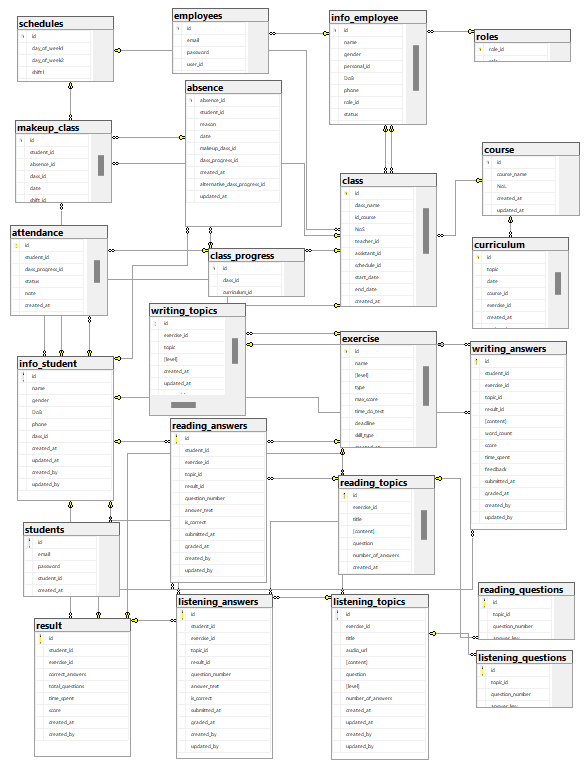 schedules
id
day_of_week1
day_of_week2
shift1
employees
id
email
password
user_id
info_employee
id
name
gender
personal_id
DoB
phone
role_id
status
roles
role_id
absence
absence_id
student_id
reason
date
makeup_class_id
class_progress_id
created_at
alternative_class_progress_id
updated_at
makeup_class
id
student_id
absence_id
class_id
date
shift_id
course
id
course_name
NoL
created_at
updated_at
class
id
class_name
id_course
NoS
teacher_id
assistant_id
schedule_id
start_date
end_date
created_at
attendance
id
student_id
class_progress_id
status
note
created_at
class_progress
id
class_id
curriculum_id
curriculum
id
topic
date
course_id
exercise_id
created_at
writing_topics
id
exercise_id
topic
[level]
created_at
updated_at
exercise
id
name
[level]
type
max_score
time_do_test
deadline
skill_type
created_at
writing_answers
id
student_id
exercise_id
topic_id
result_id
[content]
word_count
score
time_spent
feedback
submitted_at
graded_at
created_by
updated_by
info_student
id
name
gender
DoB
phone
class_id
created_at
updated_at
created_by
updated_by
reading_answers
id
student_id
exercise_id
topic_id
result_id
question_number
answer_text
is_correct
submitted_at
graded_at
created_by
updated_by
reading_topics
id
exercise_id
title
[content]
question
number_of_answers
created_at
students
id
email
password
student_id
created_at
result
id
student_id
exercise_id
correct_answers
total_questions
time_spent
score
created_at
created_by
listening_answers
id
student_id
exercise_id
topic_id
result_id
question_number
answer_text
is_correct
submitted_at
graded_at
created_by
updated_by
listening_topics
id
exercise_id
title
audio_url
[content]
question
[level]
number_of_answers
created_at
updated_at
created_by
updated_by
reading_questions
id
topic_id
question_number
answer_key
listening_questions
id
topic_id
question_number
answer_key